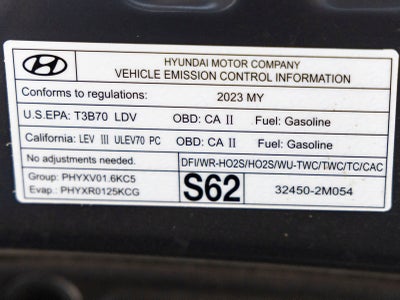 HYUNDAI MOTOR COMPANY
VEHICLE EMISSION CONTROL INFORMATION
Conforms to regulations: 2023 MY
U.S.EPA: T3B70 LDV OBD: CA II Fuel: Gasoline
California: LEV III ULEV70 PC OBD: CA II Fuel: Gasoline
No adjustments needed. DFI/WR-HO2S/HO2S/WU-TWC/TWC/TC/CAC
Group: PHYXV01.6KC5
Evap.: PHYXR0125KCG
S62 32450-2M054